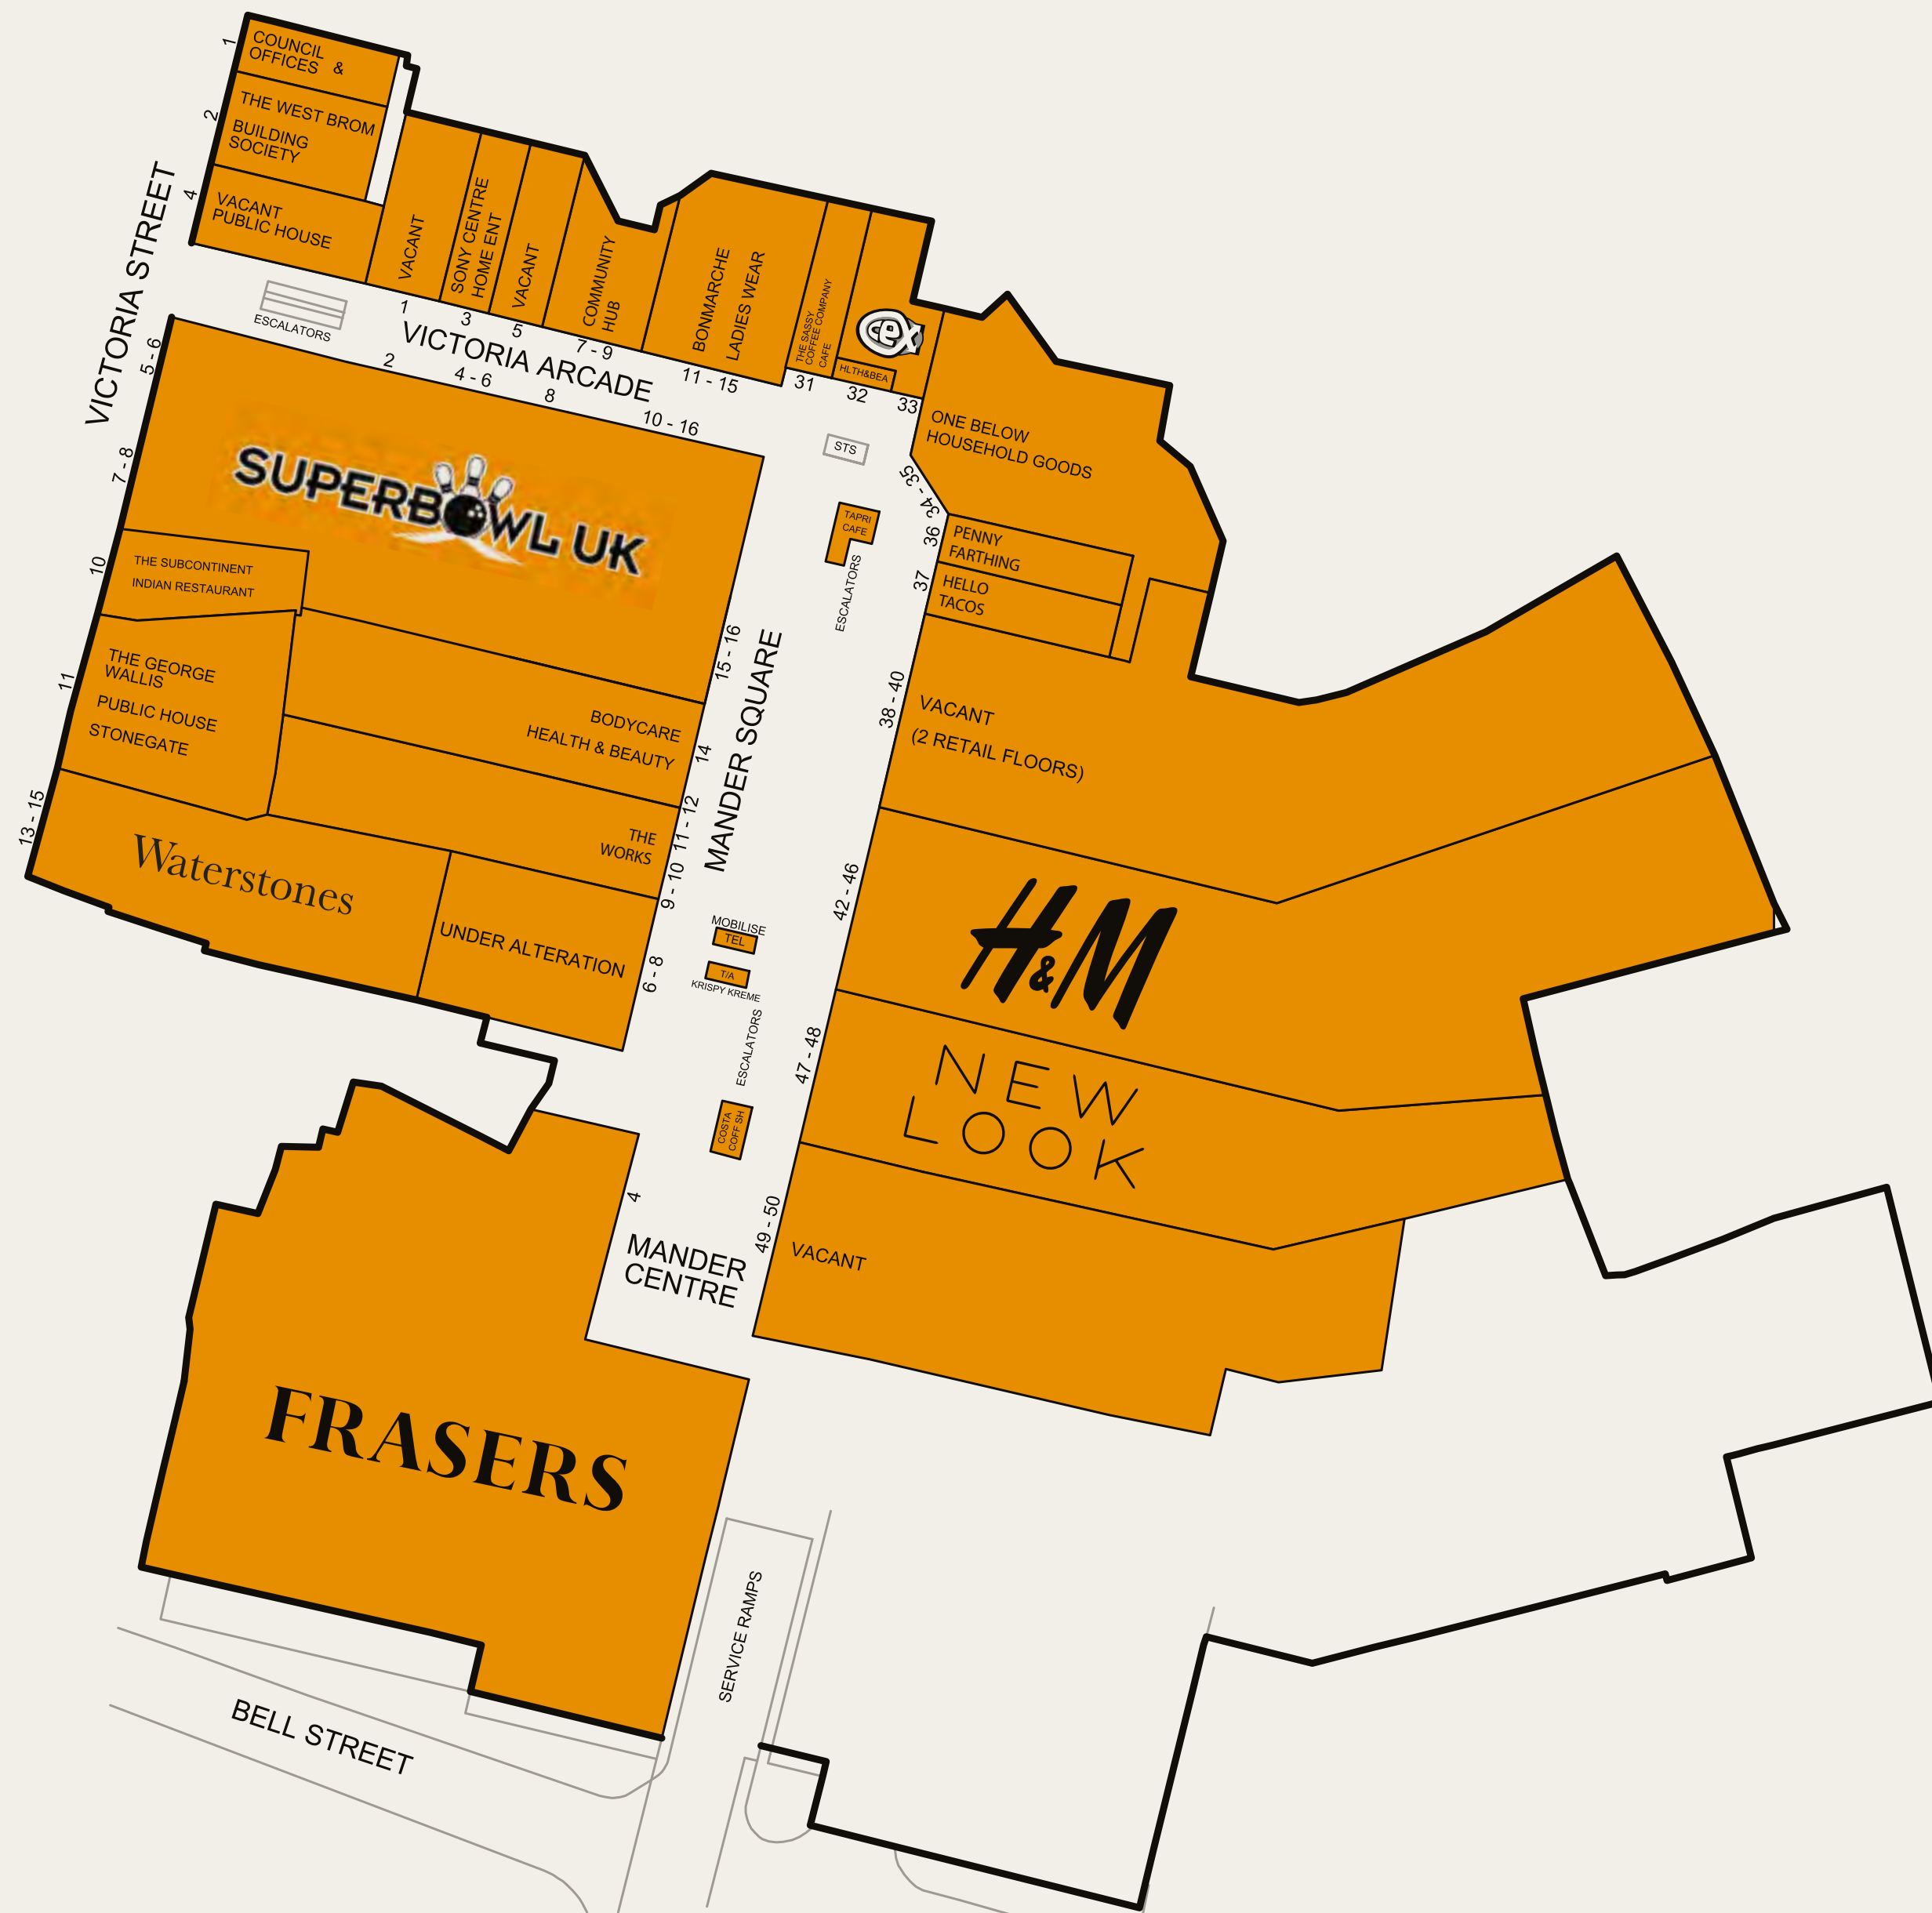 1
COUNCIL
OFFICES &
2
THE WEST BROM
BUILDING
SOCIETY
4
VACANT
PUBLIC HOUSE
VICTORIA STREET
ESCALATORS
VACANT
SONY CENTRE
HOME ENT
VACANT
COMMUNITY
HUB
BONMARCHE
LADIES WEAR
THE SASSY
COFFEE COMPANY
CAFE
cex
HLTH&BEA
1
3
5
7 - 9
11 - 15
31
32
33
VICTORIA ARCADE
2
4 - 6
8
10 - 16
5 - 6
7 - 8
10
11
13 - 15
SUPERBOWL UK
THE SUBCONTINENT
INDIAN RESTAURANT
THE GEORGE
WALLIS
PUBLIC HOUSE
STONEGATE
BODYCARE
HEALTH & BEAUTY
THE
WORKS
Waterstones
UNDER ALTERATION
15 - 16
14
11 - 12
9 - 10
6 - 8
MANDER SQUARE
STS
TAPRI
CAFE
ESCALATORS
MOBILISE
TEL
T/A
KRISPY KREME
ESCALATORS
COSTA
COFF SH
34 - 35
36
37
38 - 40
42 - 46
47 - 48
49 - 50
ONE BELOW
HOUSEHOLD GOODS
PENNY
FARTHING
HELLO
TACOS
VACANT
(2 RETAIL FLOORS)
H&M
NEW
LOOK
VACANT
4
MANDER
CENTRE
FRASERS
SERVICE RAMPS
BELL STREET